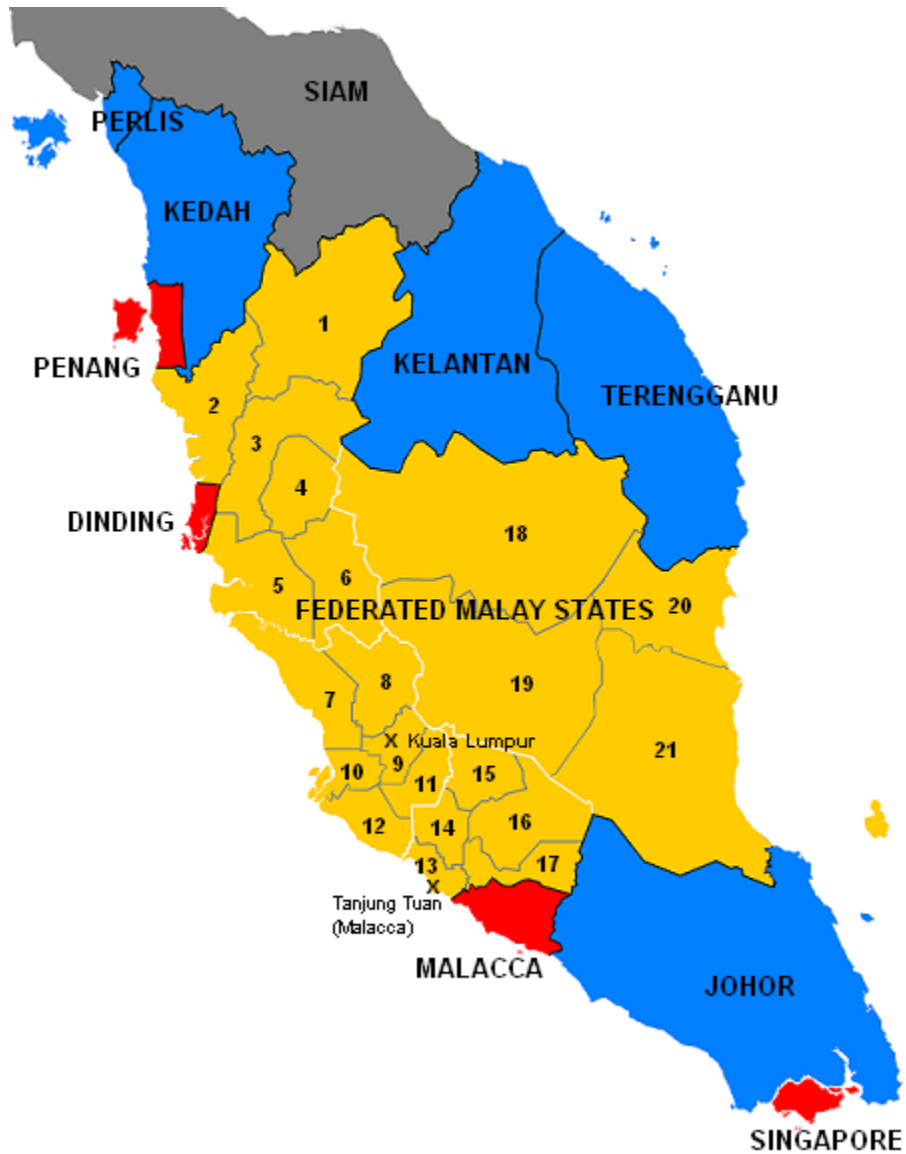 SIAM
PERLIS
KEDAH
1
PENANG
KELANTAN
TERENGGANU
2
3
4
DINDING
18
5
6
FEDERATED MALAY STATES
20
7
8
19
X Kuala Lumpur
21
10
9
11
15
12
14
16
13
17
X
Tanjung Tuan
(Malacca)
MALACCA
JOHOR
SINGAPORE